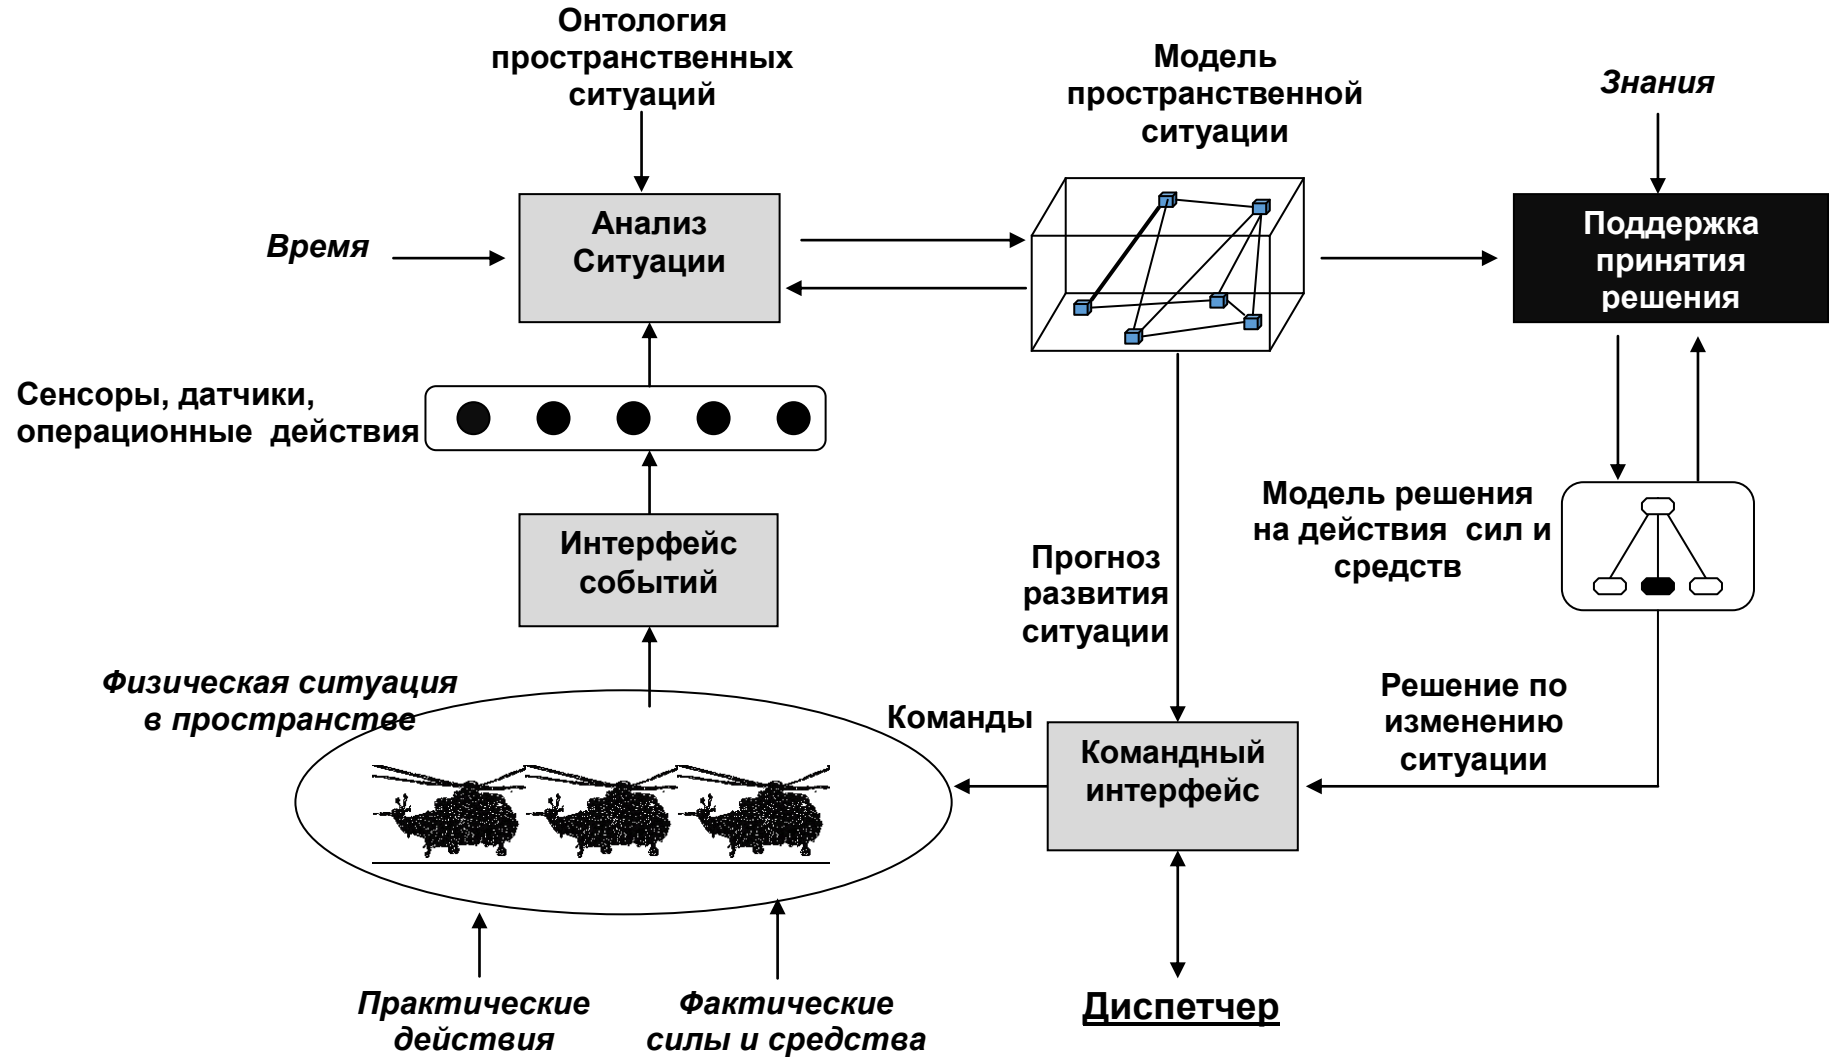 Онтология
пространственных
ситуаций
Модель
пространственной
ситуации
Знания
Время
Анализ
Ситуации
Поддержка
принятия
решения
Сенсоры, датчики,
операционные действия
Интерфейс
событий
Модель решения
на действия сил и
средств
Прогноз
развития
ситуации
Физическая ситуация
в пространстве
Команды
Командный
интерфейс
Решение по
изменению
ситуации
Практические
действия
Фактические
силы и средства
Диспетчер